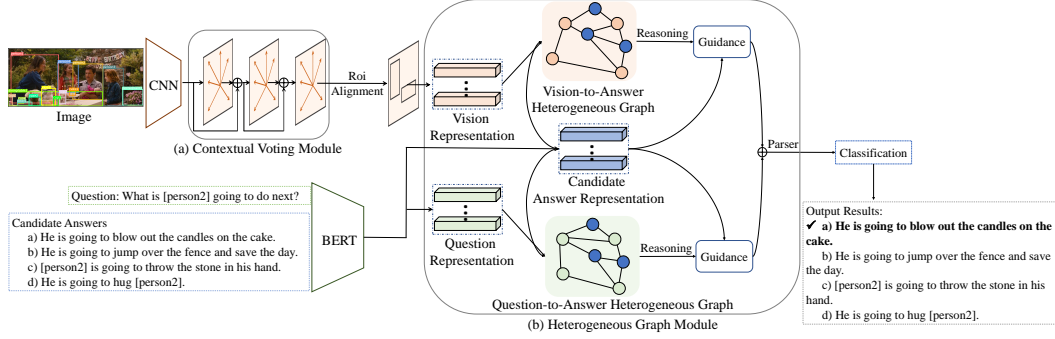 Image
CNN
(a) Contextual Voting Module
Roi
Alignment
Vision
Representation
Vision-to-Answer
Heterogeneous Graph
Reasoning
Guidance
Candidate
Answer Representation
Question: What is [person2] going to do next?
Candidate Answers
a) He is going to blow out the candles on the cake.
b) He is going to jump over the fence and save the day.
c) [person2] is going to throw the stone in his hand.
d) He is going to hug [person2].
BERT
Question
Representation
Reasoning
Guidance
Question-to-Answer Heterogeneous Graph
(b) Heterogeneous Graph Module
Parser
Classification
Output Results:
✓ a) He is going to blow out the candles on the
cake.
b) He is going to jump over the fence and save
the day.
c) [person2] is going to throw the stone in his
hand.
d) He is going to hug [person2].